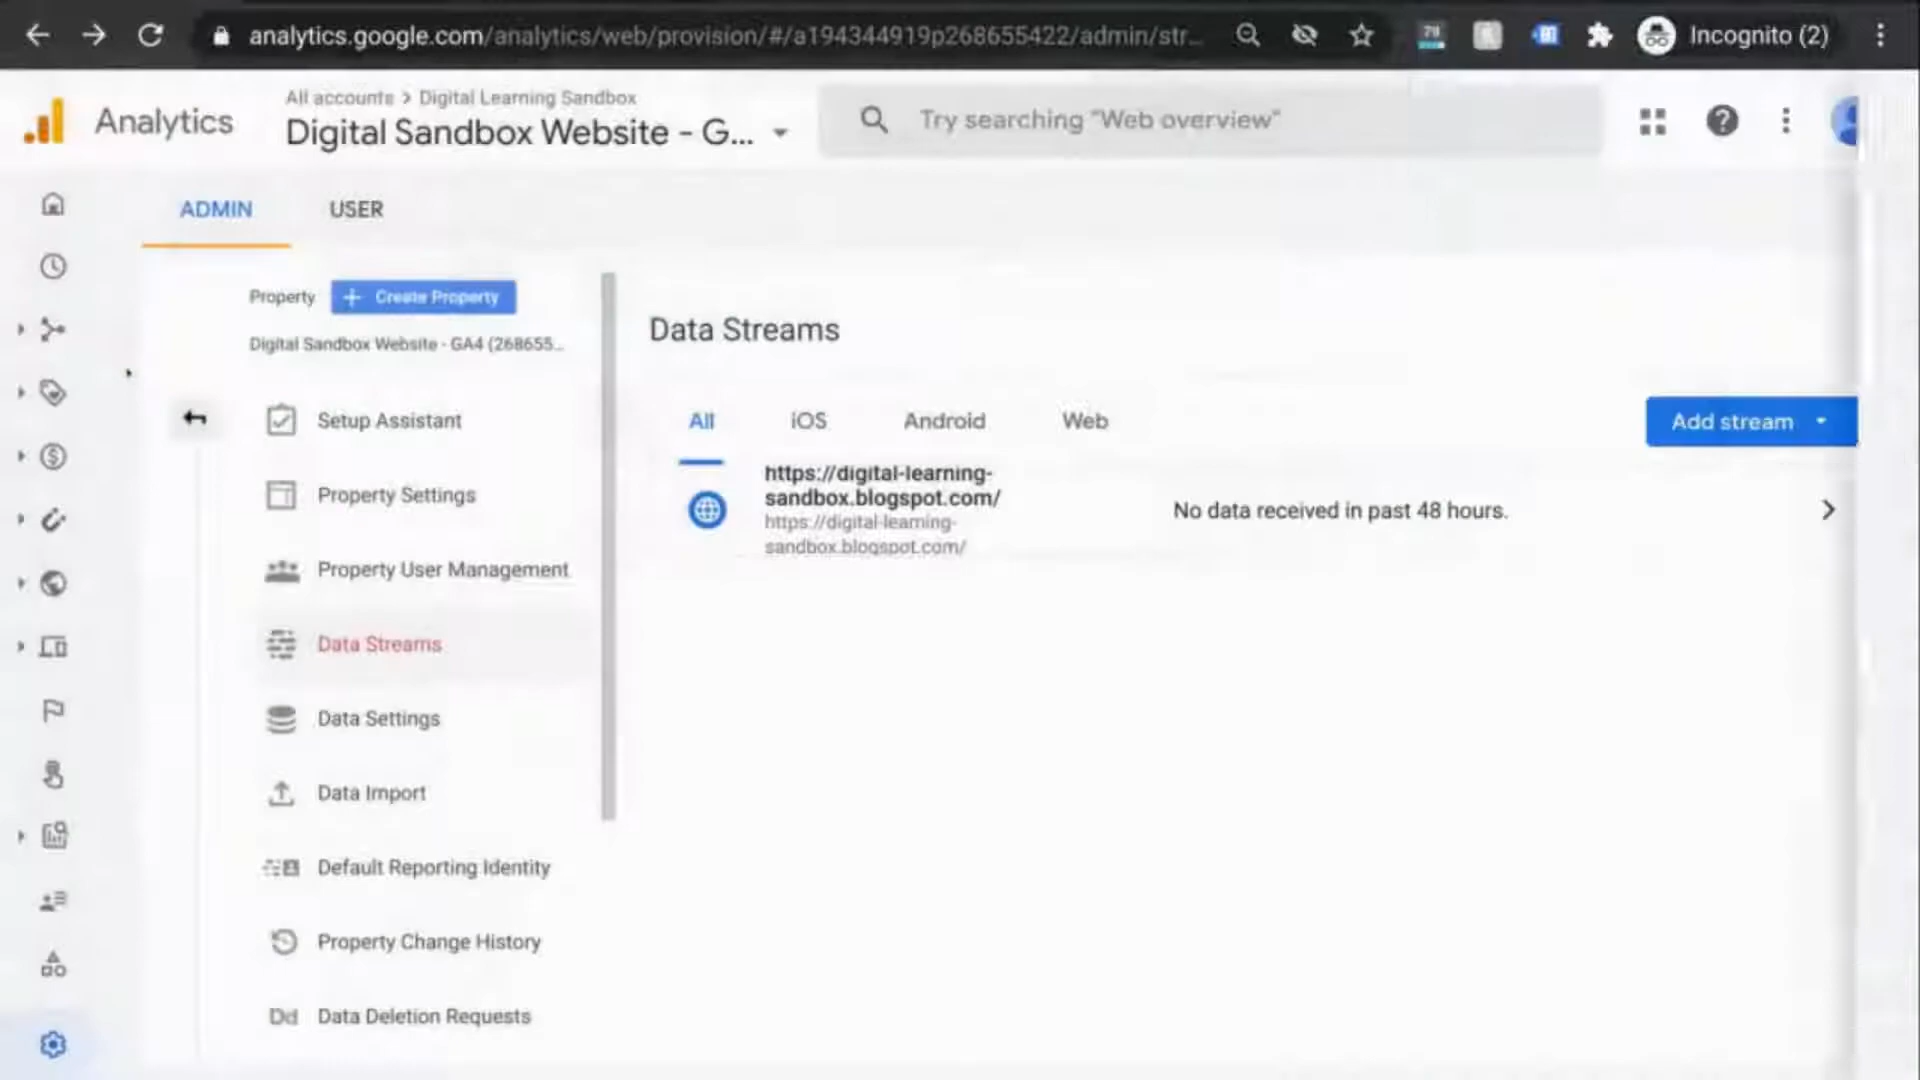 analytics.google.com/analytics/web/provision/#/a194344919p268655422/admin/str...
Incognito (2)
Analytics
All accounts > Digital Learning Sandbox
Digital Sandbox Website - G...
Try searching "Web overview"
ADMIN
USER
Property
+ Create Property
Digital Sandbox Website - GA4 (268655...
Setup Assistant
Property Settings
Property User Management
Data Streams
Data Settings
Data Import
Default Reporting Identity
Property Change History
Dd Data Deletion Requests
Data Streams
All
iOS
Android
Web
Add stream
https://digital-learning-
sandbox.blogspot.com/
https://digital-learning-
sandbox.blogspot.com/
No data received in past 48 hours.